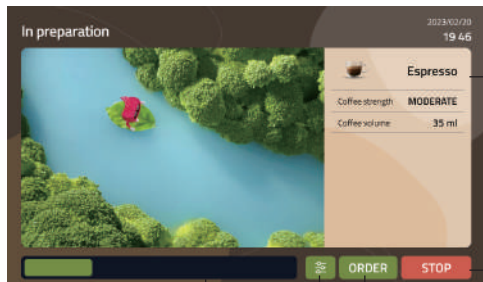 In preparation
2023/02/20
19 46
Espresso
Coffee strength MODERATE
Coffee volume 35 ml
ORDER STOP